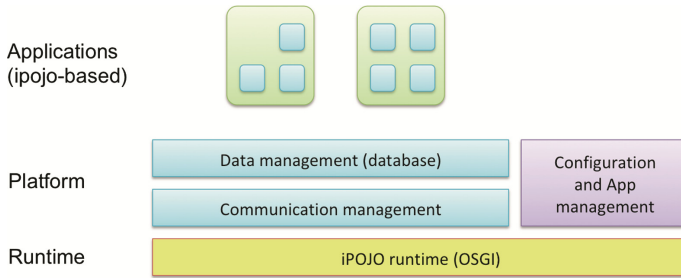 Applications
(ipojo-based)
Platform
Data management (database)
Communication management
Configuration
and App
management
Runtime
iPOJO runtime (OSGI)